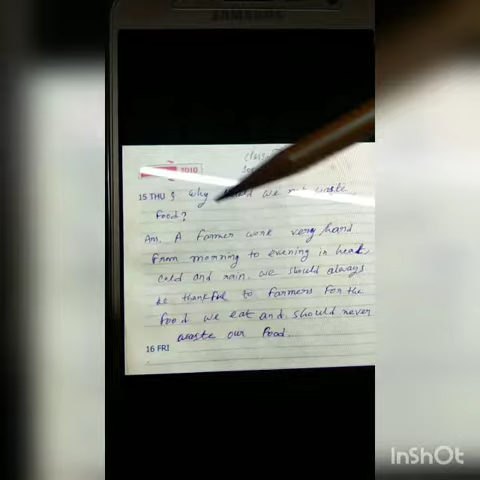 SAMSUNG
2020
15 THU 3 Why we not waste
food?
Ans. A farmer work very hard
from morning to evening in heat,
cold and rain. we should always
be thankful to farmers for the
food we eat and should never
waste our food.
16 FRI
InShOt